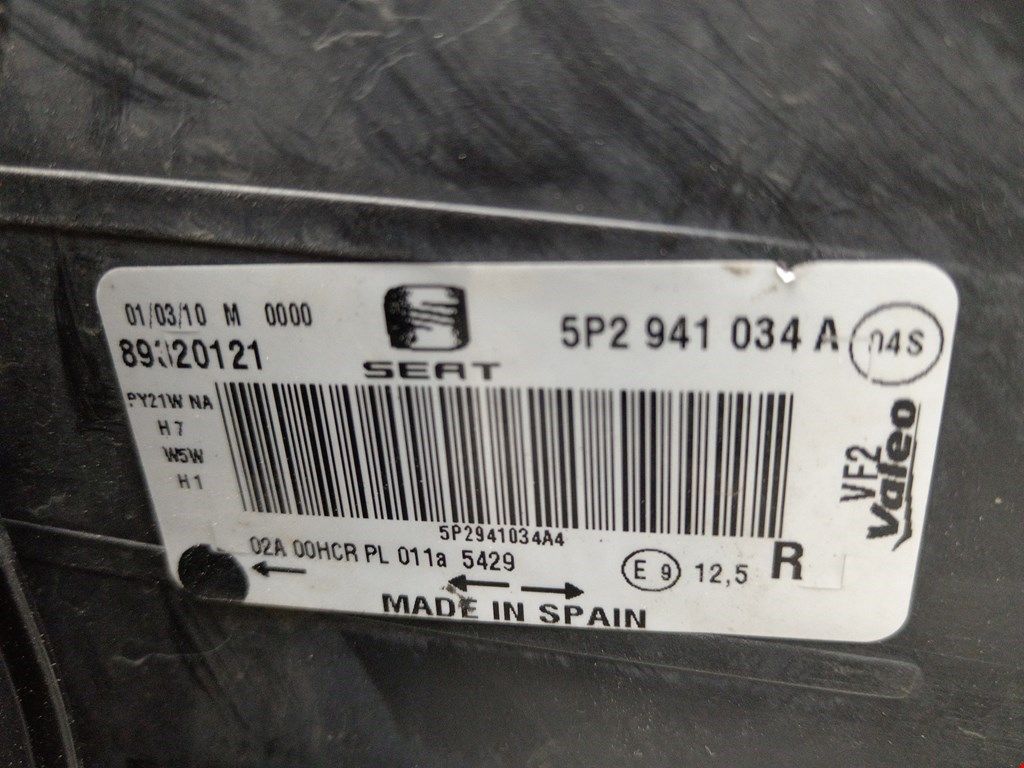 01/03/10 M 0000
SEAT
5P2 941 034 A
04S
PY21W NA
H7
W5W
H1
VF2
Valeo
5P2941034A4
02A 00HCR PL 011a 5429
E 9 12,5 R
MADE IN SPAIN